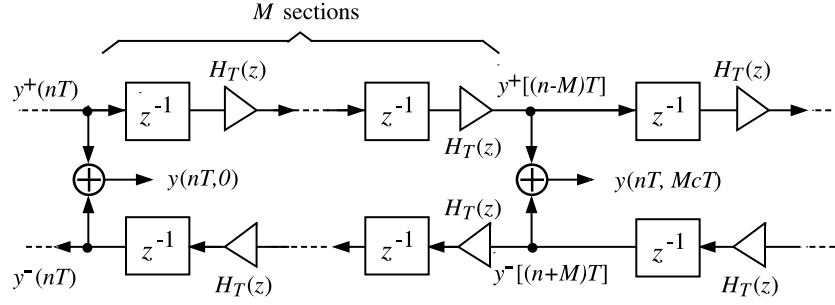 M sections
H_T(z) H_T(z)
y⁺(nT) z⁻¹ z⁻¹ y⁺[(n-M)T] z⁻¹
H_T(z)
y(nT,0) y(nT, McT)
H_T(z)
z⁻¹ z⁻¹ z⁻¹
y⁻(nT) H_T(z) y⁻[(n+M)T] H_T(z)